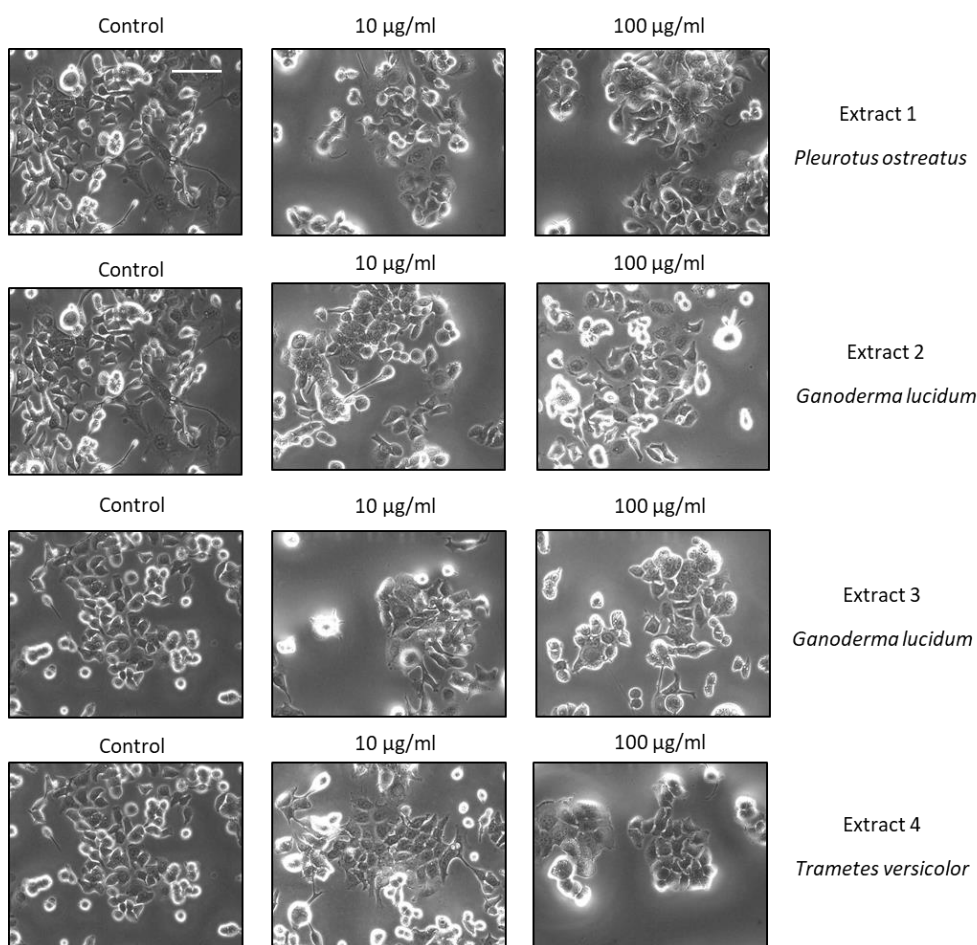 Control 10 µg/ml 100 µg/ml
Extract 1
Pleurotus ostreatus
Control 10 µg/ml 100 µg/ml
Extract 2
Ganoderma lucidum
Control 10 µg/ml 100 µg/ml
Extract 3
Ganoderma lucidum
Control 10 µg/ml 100 µg/ml
Extract 4
Trametes versicolor